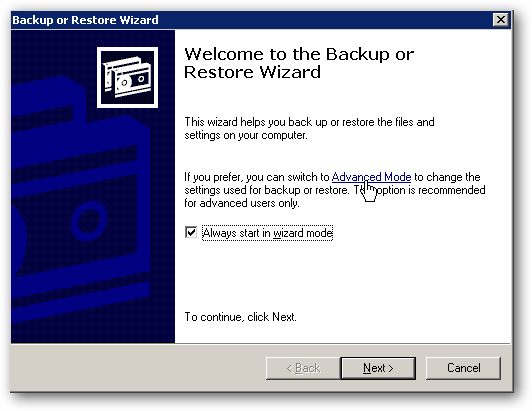 Backup or Restore Wizard
Welcome to the Backup or
Restore Wizard
This wizard helps you back up or restore the files and
settings on your computer.
If you prefer, you can switch to Advanced Mode to change the
settings used for backup or restore. option is recommended
for advanced users only.
Always start in wizard mode
To continue, click Next.
< Back
Next >
Cancel